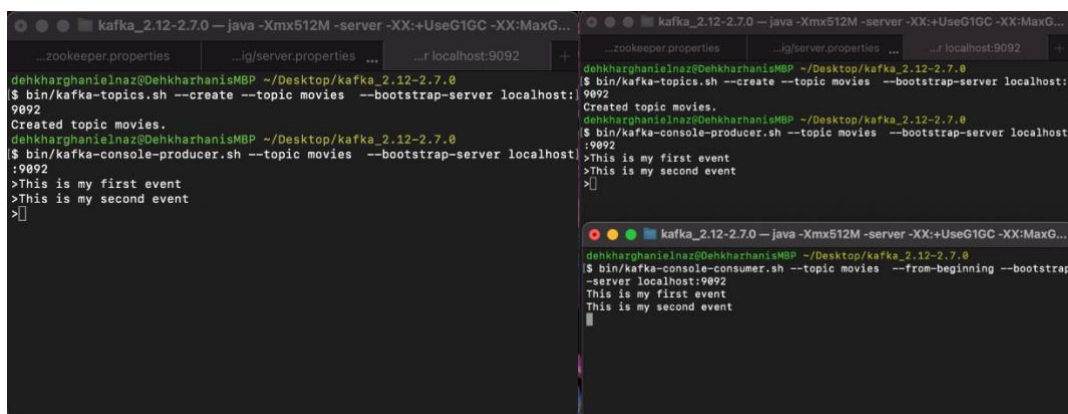 kafka_2.12-2.7.0 — java -Xmx512M -server -XX:+UseG1GC -XX:MaxG...
...zookeeper.properties ...ig/server.properties ... ...r localhost:9092 +
dehkharghanielnaz@DehkharhanisMBP ~/Desktop/kafka_2.12-2.7.0
[$ bin/kafka-topics.sh --create --topic movies  --bootstrap-server localhost:]
9092
Created topic movies.
dehkharghanielnaz@DehkharhanisMBP ~/Desktop/kafka_2.12-2.7.0
[$ bin/kafka-console-producer.sh --topic movies  --bootstrap-server localhost]
:9092
>This is my first event
>This is my second event
>
kafka_2.12-2.7.0 — java -Xmx512M -server -XX:+UseG1GC -XX:MaxG...
...zookeeper.properties ...ig/server.properties ... ...r localhost:9092 +
dehkharghanielnaz@DehkharhanisMBP ~/Desktop/kafka_2.12-2.7.0
[$ bin/kafka-topics.sh --create --topic movies  --bootstrap-server localhost:
9092
Created topic movies.
dehkharghanielnaz@DehkharhanisMBP ~/Desktop/kafka_2.12-2.7.0
[$ bin/kafka-console-producer.sh --topic movies  --bootstrap-server localhost
:9092
>This is my first event
>This is my second event
>
kafka_2.12-2.7.0 — java -Xmx512M -server -XX:+UseG1GC -XX:MaxG...
dehkharghanielnaz@DehkharhanisMBP ~/Desktop/kafka_2.12-2.7.0
[$ bin/kafka-console-consumer.sh --topic movies  --from-beginning --bootstrap
-server localhost:9092
This is my first event
This is my second event